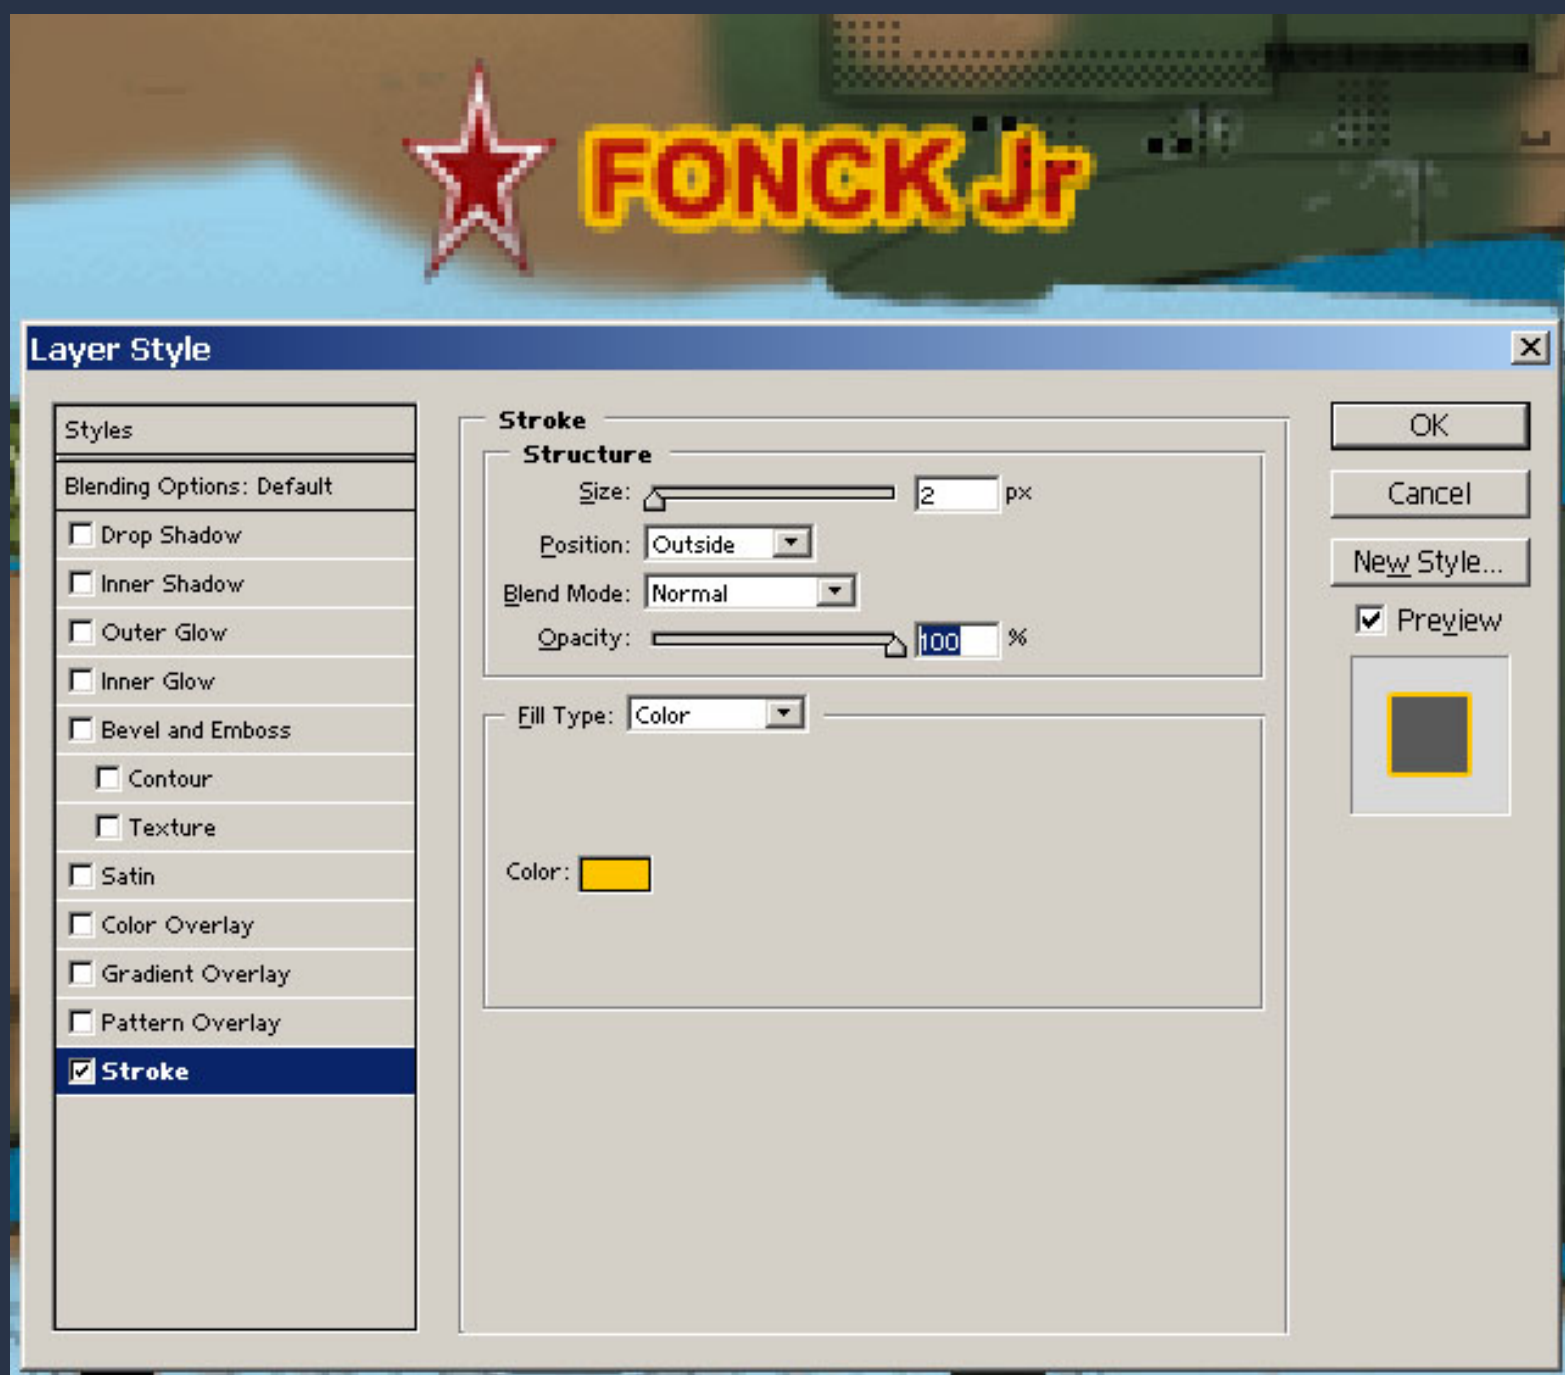 FONCK Jr
Layer Style
Styles
Blending Options: Default
Drop Shadow
Inner Shadow
Outer Glow
Inner Glow
Bevel and Emboss
Contour
Texture
Satin
Color Overlay
Gradient Overlay
Pattern Overlay
Stroke
Stroke
Structure
Size: 2 px
Position: Outside
Blend Mode: Normal
Opacity: 100 %
Fill Type: Color
Color:
OK
Cancel
New Style...
Preview